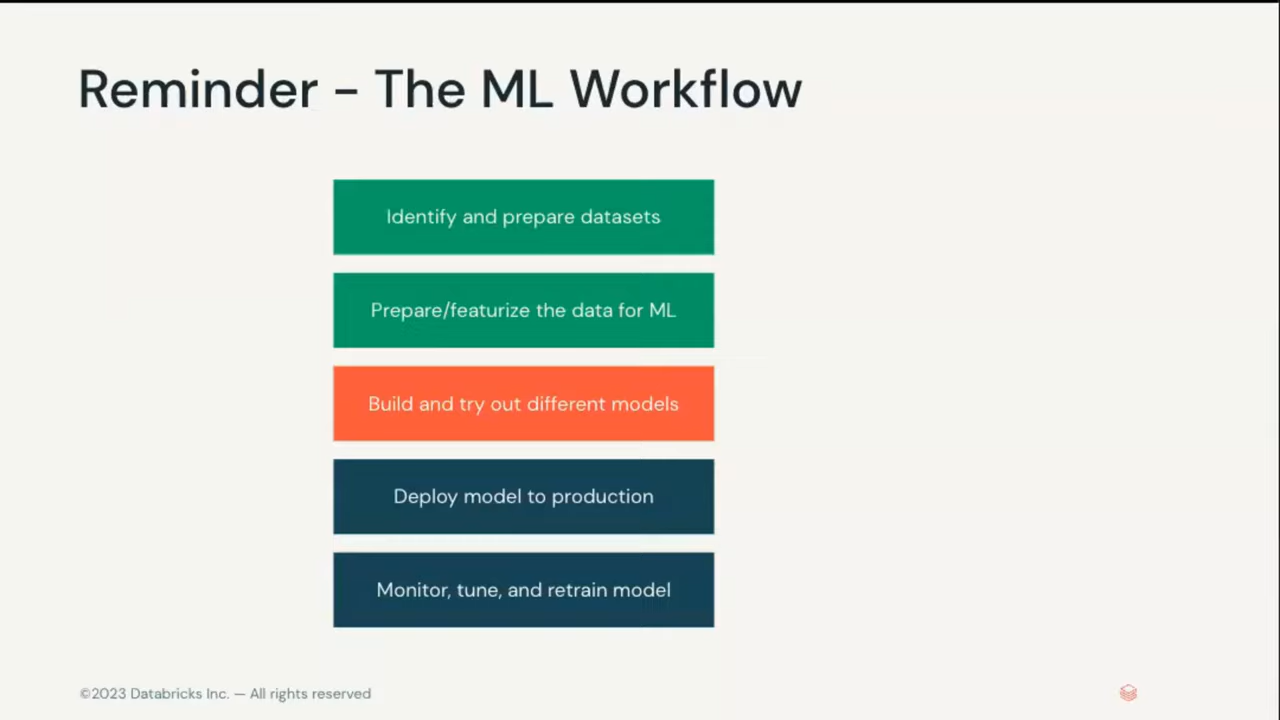 Reminder - The ML Workflow
Identify and prepare datasets
Prepare/featurize the data for ML
Build and try out different models
Deploy model to production
Monitor, tune, and retrain model
©2023 Databricks Inc. — All rights reserved